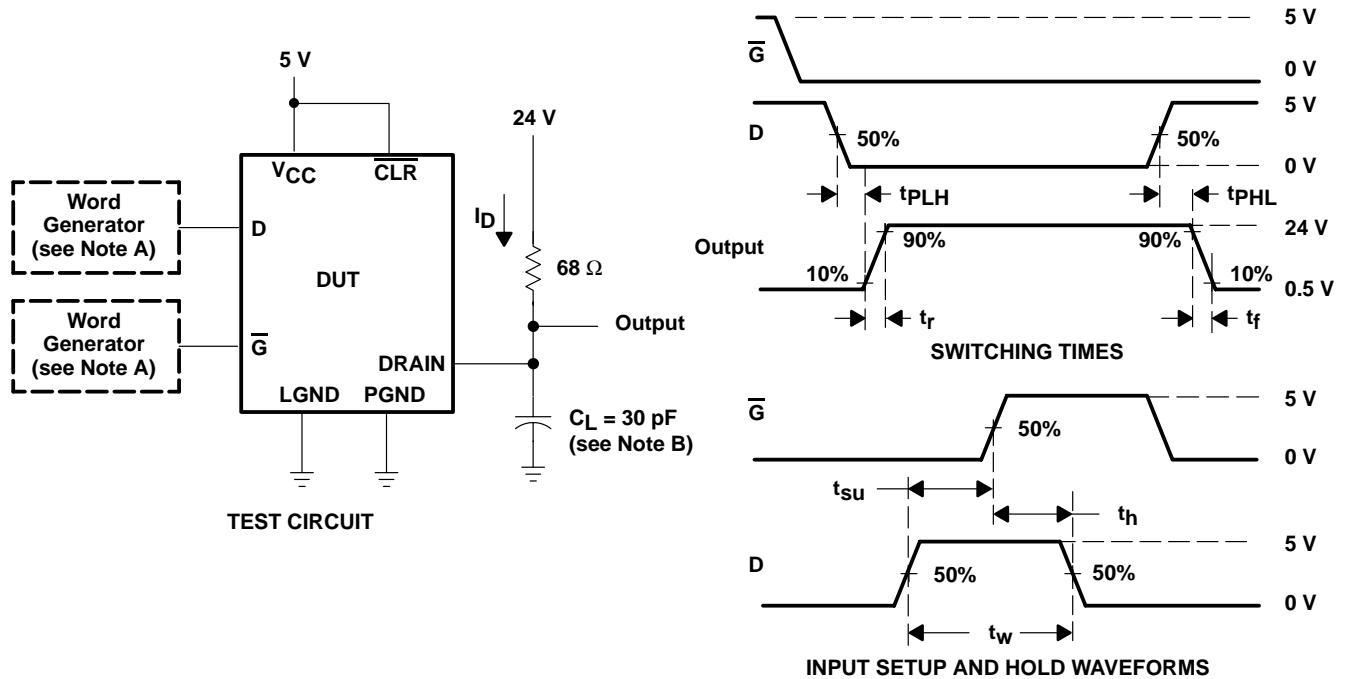 5 V
24 V
VCC
CLR
Word
Generator
(see Note A)
D
ID
68 Ω
DUT
Output
Word
Generator
(see Note A)
G
DRAIN
LGND PGND
CL = 30 pF
(see Note B)
TEST CIRCUIT
5 V
G
0 V
5 V
D
50%
50%
0 V
tPLH
tPHL
24 V
Output
90%
90%
10%
10%
0.5 V
tr
tf
SWITCHING TIMES
5 V
G
50%
0 V
tsu
th
5 V
D
50%
50%
0 V
tw
INPUT SETUP AND HOLD WAVEFORMS